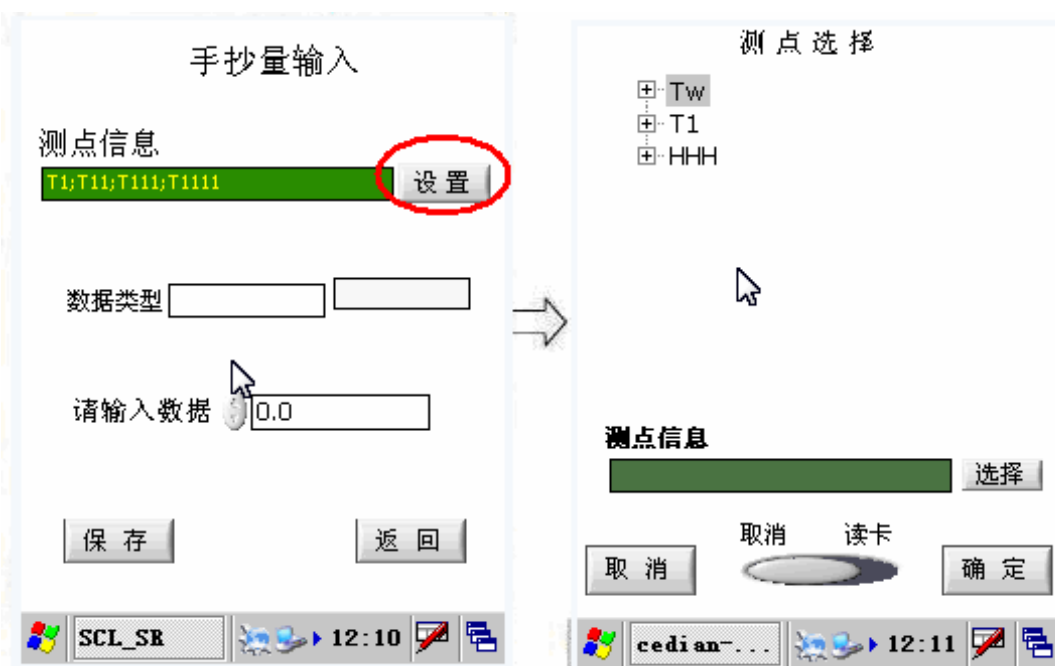 手抄量输入
测点信息
T1;T11;T111;T1111 设置
数据类型
请输入数据 0.0
保存 返回
SCL_SR 12:10
测点选择
Tw
T1
HHH
测点信息
选择
取消 读卡
取消 确定
cedian-... 12:11